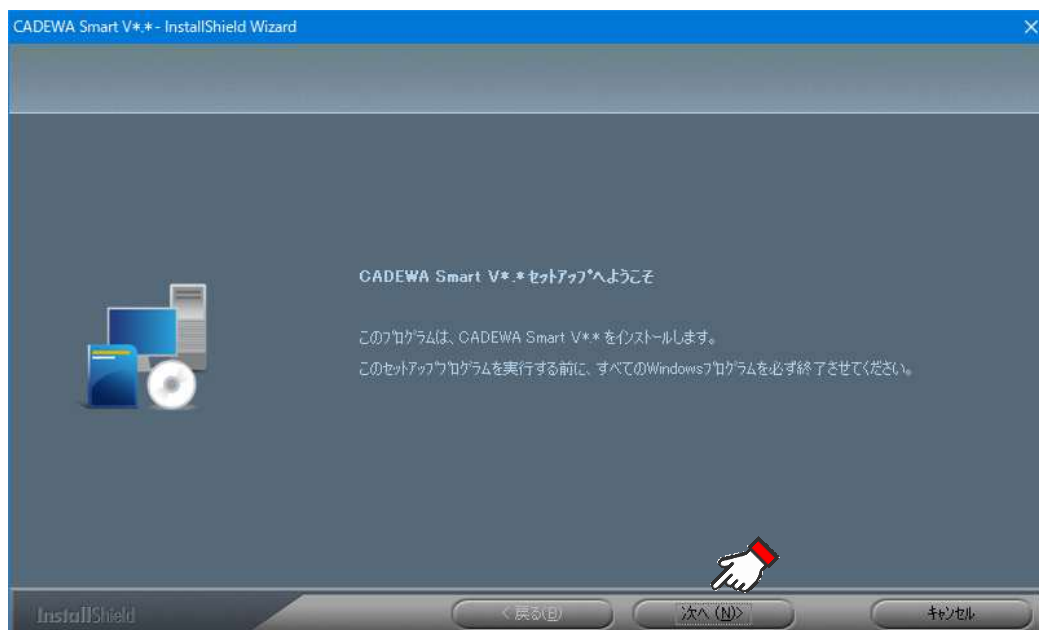 CADEWA Smart V*.* - InstallShield Wizard
CADEWA Smart V*.* ｾｯﾄｱｯﾌﾟへようこそ
このﾌﾟﾛｸﾞﾗﾑは、CADEWA Smart V*.* をｲﾝｽﾄｰﾙします。
このｾｯﾄｱｯﾌﾟﾌﾟﾛｸﾞﾗﾑを実行する前に、すべてのWindowsﾌﾟﾛｸﾞﾗﾑを必ず終了させてください。
InstallShield
< 戻る(B)
次へ (N)>
ｷｬﾝｾﾙ